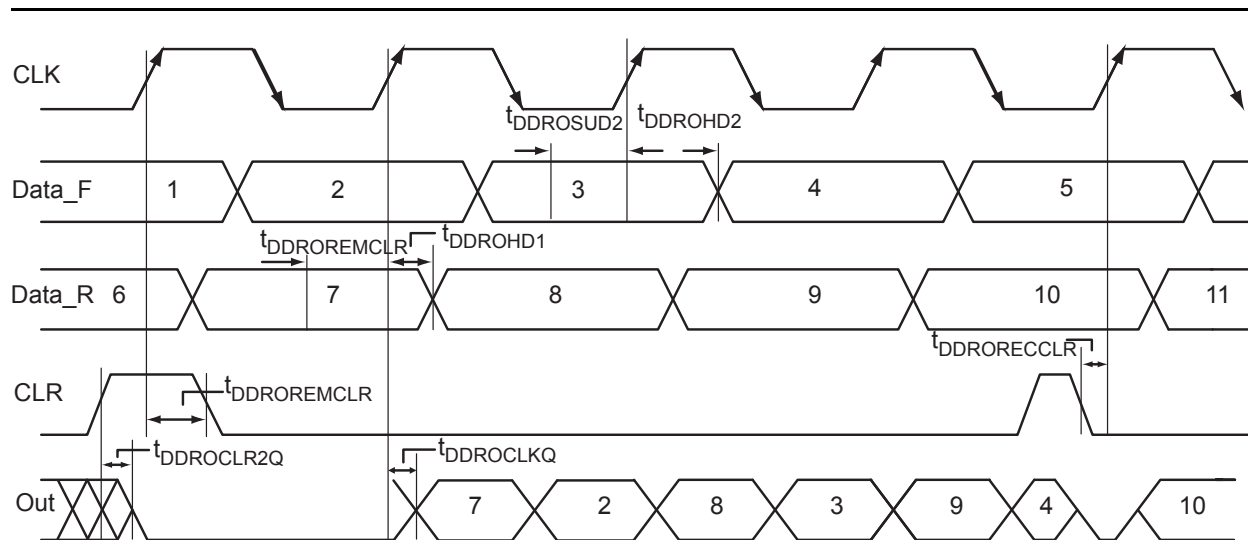 CLK
tDDROSUD2 tDDROHD2
Data_F 1 2 3 4 5
tDDROREMCLR tDDROHD1
Data_R 6 7 8 9 10 11
tDDRORECCLR
CLR tDDROREMCLR
tDDROCLR2Q tDDROCLKQ
Out 7 2 8 3 9 4 10